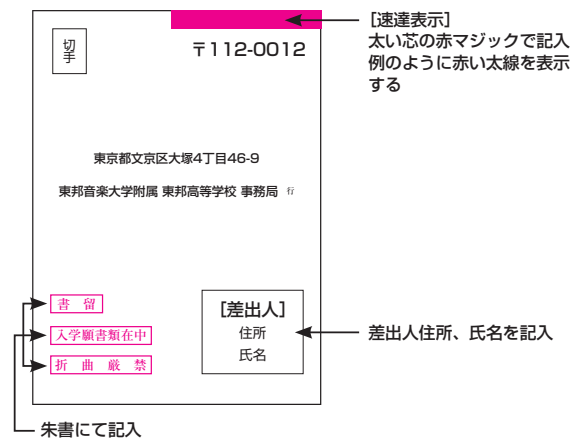 ［速達表示］
太い芯の赤マジックで記入
例のように赤い太線を表示
する
切手
〒112-0012
東京都文京区大塚4丁目46-9
東邦音楽大学附属 東邦高等学校 事務局 行
書 留
入学願書類在中
折 曲 厳 禁
［差出人］
住所
氏名
差出人住所、氏名を記入
朱書にて記入